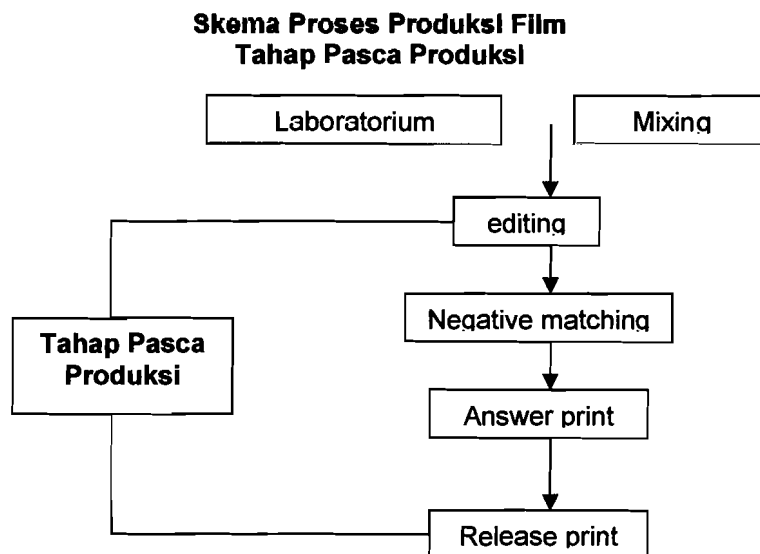 Skema Proses Produksi Film
Tahap Pasca Produksi
Laboratorium
Mixing
editing
Negative matching
Tahap Pasca
Produksi
Answer print
Release print